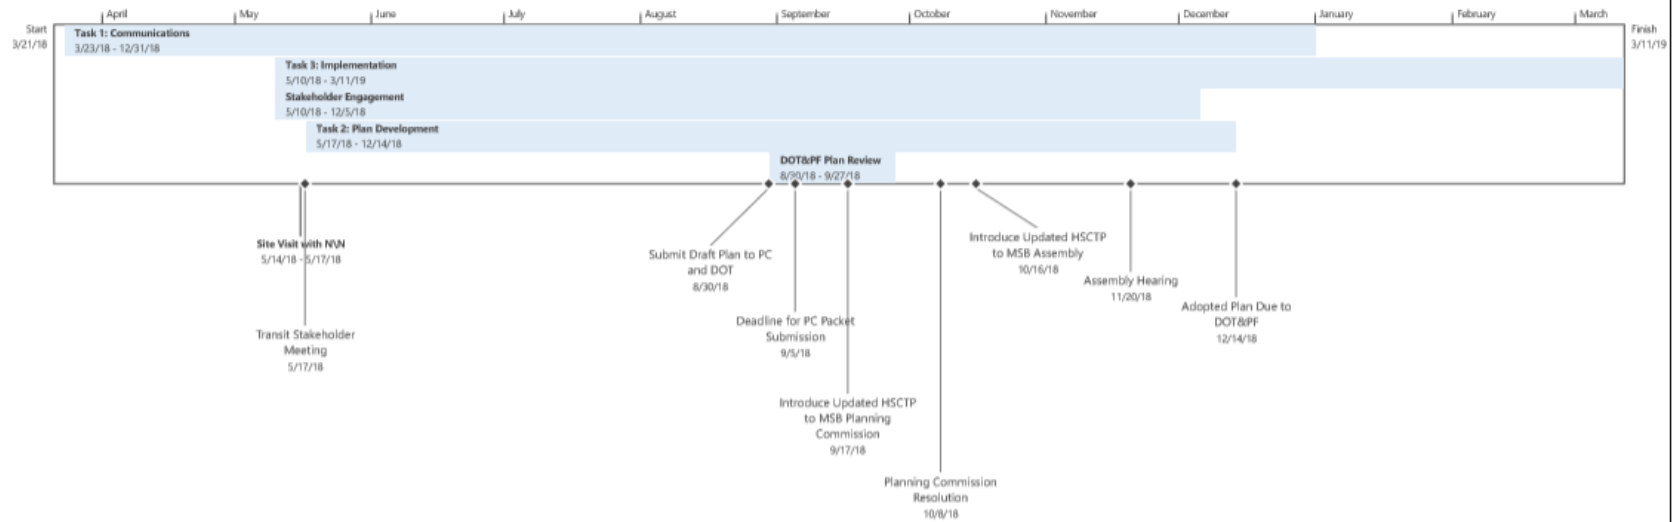 April
May
June
July
August
September
October
November
December
January
February
March
Start
3/21/18
Finish
3/11/19
Task 1: Communications
3/23/18 - 12/31/18
Task 3: Implementation
5/10/18 - 3/11/19
Stakeholder Engagement
5/10/18 - 12/5/18
Task 2: Plan Development
5/17/18 - 12/14/18
DOT&PF Plan Review
8/30/18 - 9/27/18
Site Visit with N\N
5/14/18 - 5/17/18
Transit Stakeholder
Meeting
5/17/18
Submit Draft Plan to PC
and DOT
8/30/18
Deadline for PC Packet
Submission
9/5/18
Introduce Updated HSCTP
to MSB Planning
Commission
9/17/18
Planning Commission
Resolution
10/8/18
Introduce Updated HSCTP
to MSB Assembly
10/16/18
Assembly Hearing
11/20/18
Adopted Plan Due to
DOT&PF
12/14/18